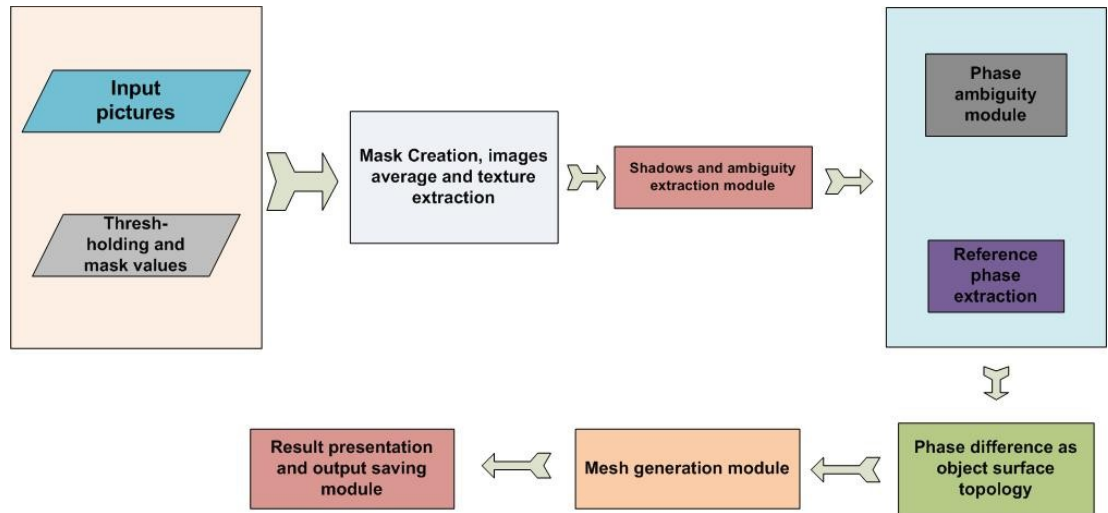 Input
pictures
Thresh-
holding and
mask values
Mask Creation, images
average and texture
extraction
Shadows and ambiguity
extraction module
Phase
ambiguity
module
Reference
phase
extraction
Phase difference as
object surface
topology
Mesh generation module
Result presentation
and output saving
module